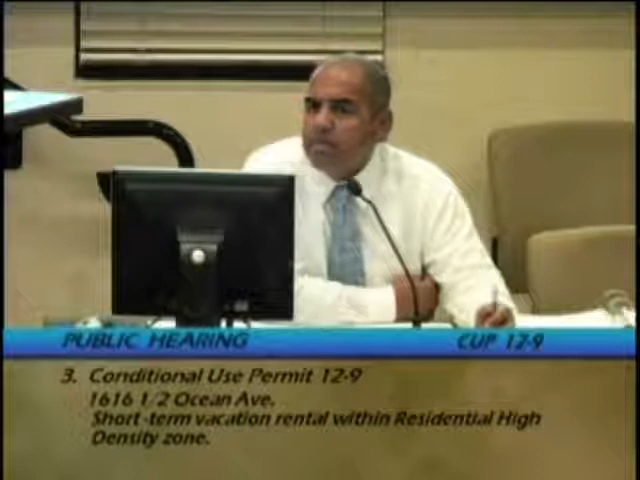 PUBLIC HEARING CUP 12-9
3. Conditional Use Permit 12-9
1616 1/2 Ocean Ave.
Short-term vacation rental within Residential High
Density zone.